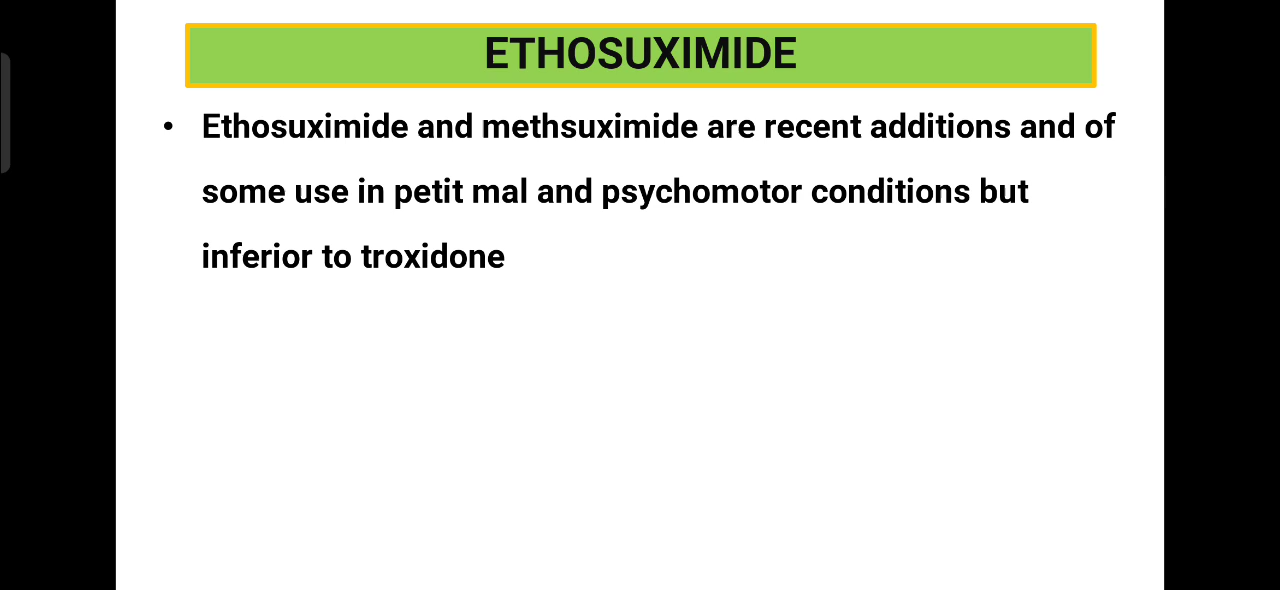 ETHOSUXIMIDE
• Ethosuximide and methsuximide are recent additions and of
some use in petit mal and psychomotor conditions but
inferior to troxidone